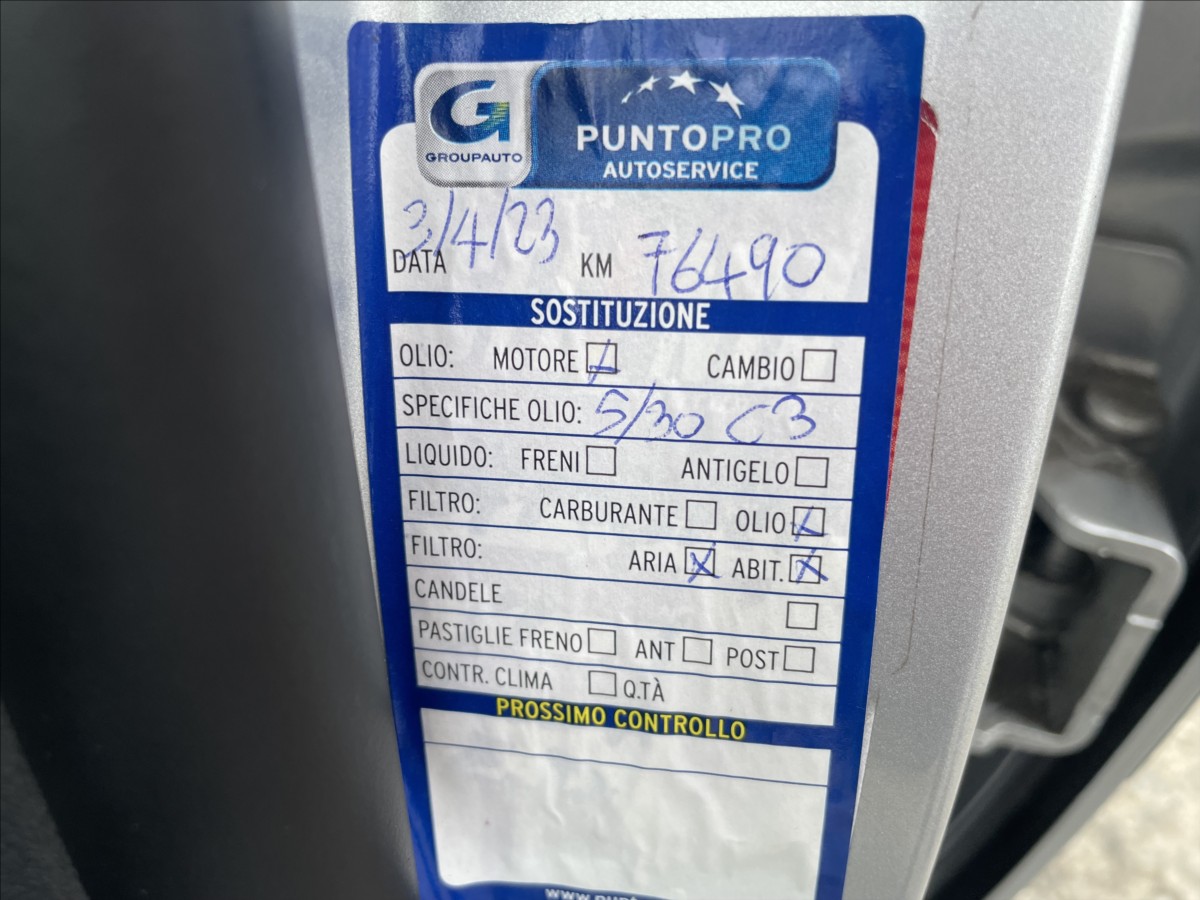 GROUPAUTO
PUNTOPRO
AUTOSERVICE
DATA 3/4/23 KM 76490
SOSTITUZIONE
OLIO: MOTORE CAMBIO
SPECIFICHE OLIO: 5/30 C3
LIQUIDO: FRENI ANTIGELO
FILTRO: CARBURANTE OLIO
FILTRO: ARIA ABIT.
CANDELE
PASTIGLIE FRENO ANT POST
CONTR. CLIMA Q.TÀ
PROSSIMO CONTROLLO